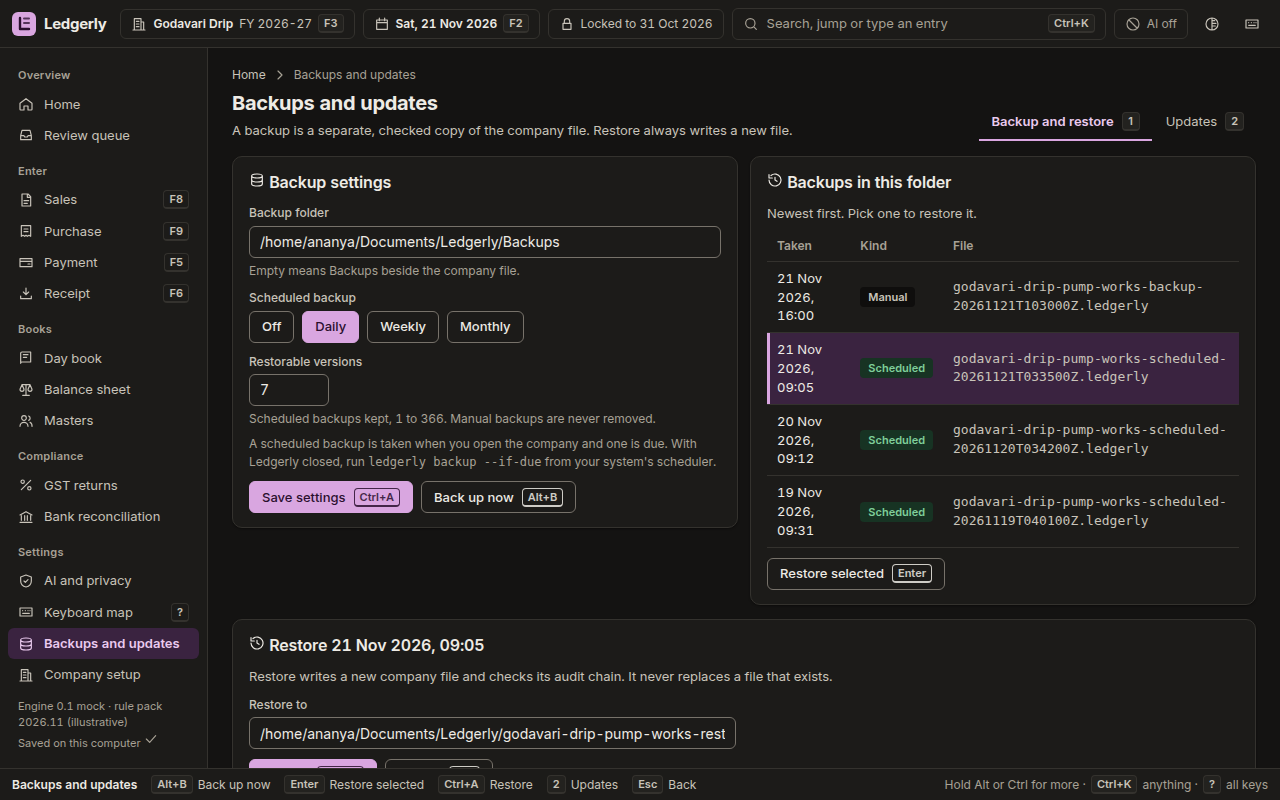 Ledgerly
Godavari Drip FY 2026-27 F3
Sat, 21 Nov 2026 F2
Locked to 31 Oct 2026
Search, jump or type an entry Ctrl+K
AI off
Overview
Home
Review queue
Enter
Sales F8
Purchase F9
Payment F5
Receipt F6
Books
Day book
Balance sheet
Masters
Compliance
GST returns
Bank reconciliation
Settings
AI and privacy
Keyboard map ?
Backups and updates
Company setup
Engine 0.1 mock · rule pack
2026.11 (illustrative)
Saved on this computer
Home > Backups and updates
Backups and updates
A backup is a separate, checked copy of the company file. Restore always writes a new file.
Backup and restore 1
Updates 2
Backup settings
Backup folder
/home/ananya/Documents/Ledgerly/Backups
Empty means Backups beside the company file.
Scheduled backup
Off Daily Weekly Monthly
Restorable versions
7
Scheduled backups kept, 1 to 366. Manual backups are never removed.
A scheduled backup is taken when you open the company and one is due. With
Ledgerly closed, run ledgerly backup --if-due from your system's scheduler.
Save settings Ctrl+A
Back up now Alt+B
Backups in this folder
Newest first. Pick one to restore it.
Taken Kind File
21 Nov
2026,
16:00
Manual
godavari-drip-pump-works-backup-
20261121T103000Z.ledgerly
21 Nov
2026,
09:05
Scheduled
godavari-drip-pump-works-scheduled-
20261121T033500Z.ledgerly
20 Nov
2026,
09:12
Scheduled
godavari-drip-pump-works-scheduled-
20261120T034200Z.ledgerly
19 Nov
2026,
09:31
Scheduled
godavari-drip-pump-works-scheduled-
20261119T040100Z.ledgerly
Restore selected Enter
Restore 21 Nov 2026, 09:05
Restore writes a new company file and checks its audit chain. It never replaces a file that exists.
Restore to
/home/ananya/Documents/Ledgerly/godavari-drip-pump-works-rest
Backups and updates Alt+B Back up now Enter Restore selected Ctrl+A Restore 2 Updates Esc Back
Hold Alt or Ctrl for more · Ctrl+K anything · ? all keys